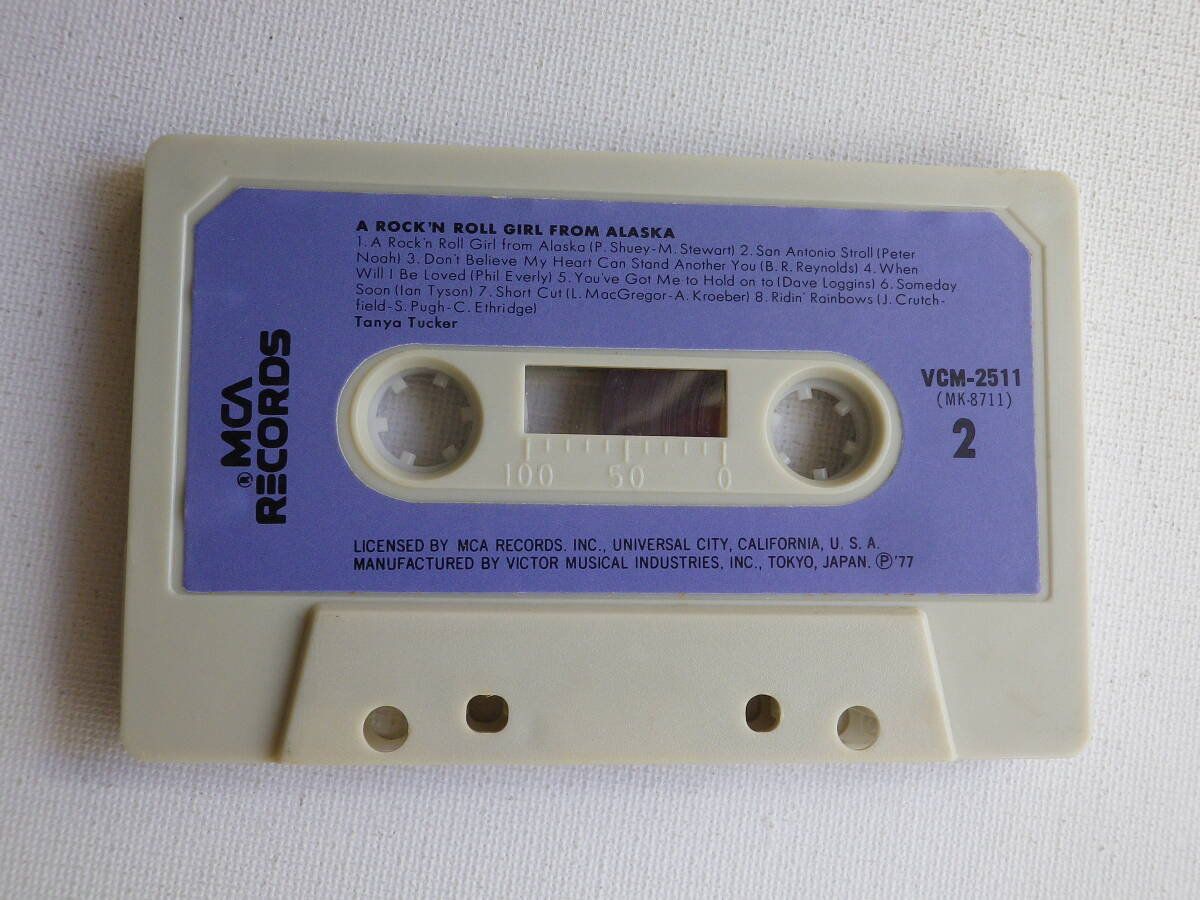 A ROCK'N ROLL GIRL FROM ALASKA
1. A Rock'n Roll Girl from Alaska (P. Shuey-M. Stewart) 2. San Antonio Stroll (Peter
Noah) 3. Don't Believe My Heart Can Stand Another You (B. R. Reynolds) 4. When
Will I Be Loved (Phil Everly) 5. You've Got Me to Hold on to (Dave Loggins) 6. Someday
Soon (Ian Tyson) 7. Short Cut (L. MacGregor-A. Kroeber) 8. Ridin' Rainbows (J. Crutch-
field-S. Pugh-C. Ethridge)
Tanya Tucker
® MCA
RECORDS
VCM-2511
(MK-8711)
2
100 50 0
LICENSED BY MCA RECORDS. INC., UNIVERSAL CITY, CALIFORNIA, U. S. A.
MANUFACTURED BY VICTOR MUSICAL INDUSTRIES, INC., TOKYO, JAPAN. Ⓟ'77